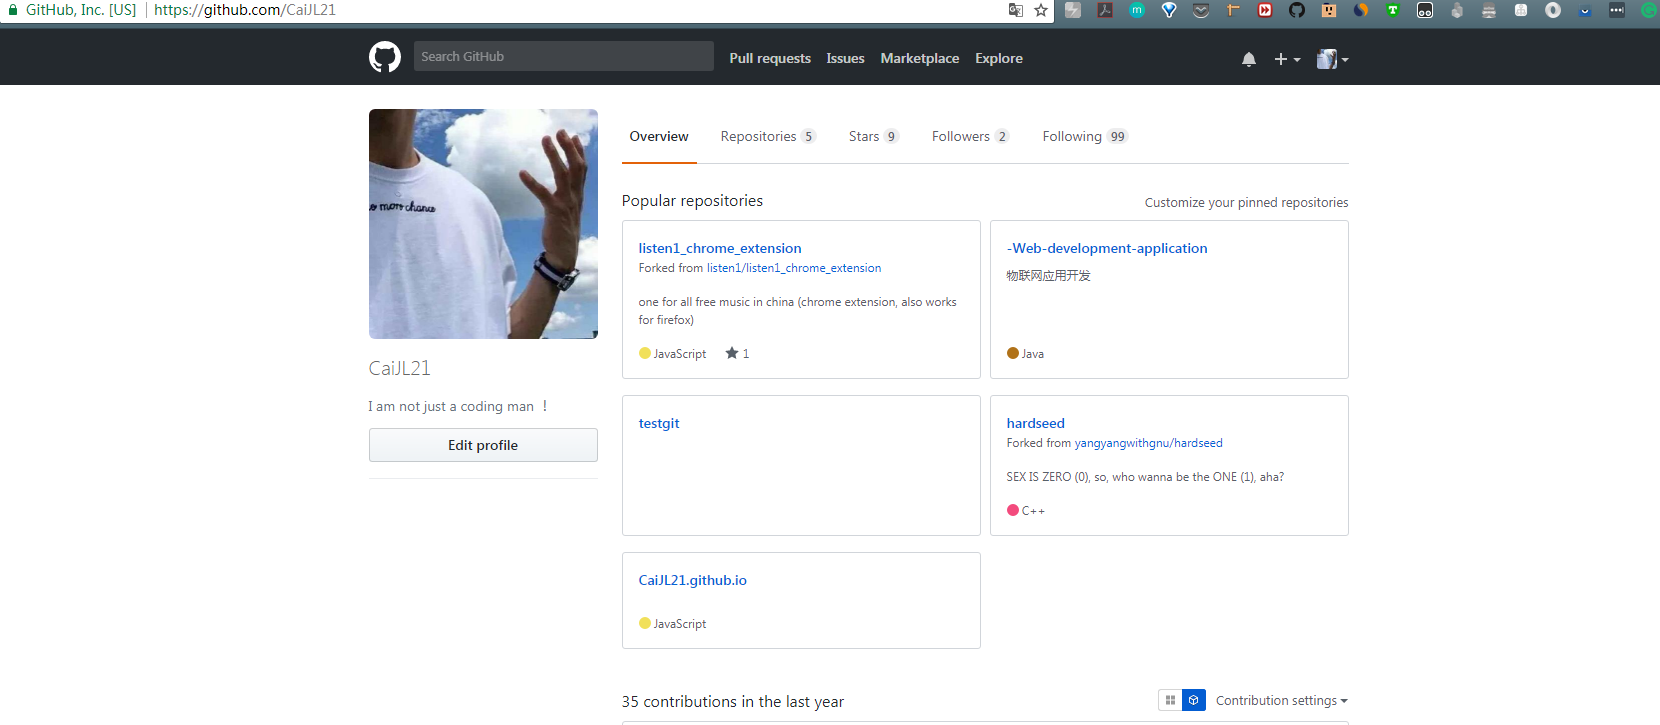 GitHub, Inc. [US] https://github.com/CaiJL21
Search GitHub
Pull requests Issues Marketplace Explore
Overview Repositories 5 Stars 9 Followers 2 Following 99
more chance
CaiJL21
I am not just a coding man ！
Edit profile
Popular repositories
Customize your pinned repositories
listen1_chrome_extension
Forked from listen1/listen1_chrome_extension
one for all free music in china (chrome extension, also works
for firefox)
JavaScript 1
-Web-development-application
物联网应用开发
Java
testgit
hardseed
Forked from yangyangwithgnu/hardseed
SEX IS ZERO (0), so, who wanna be the ONE (1), aha?
C++
CaiJL21.github.io
JavaScript
35 contributions in the last year
Contribution settings